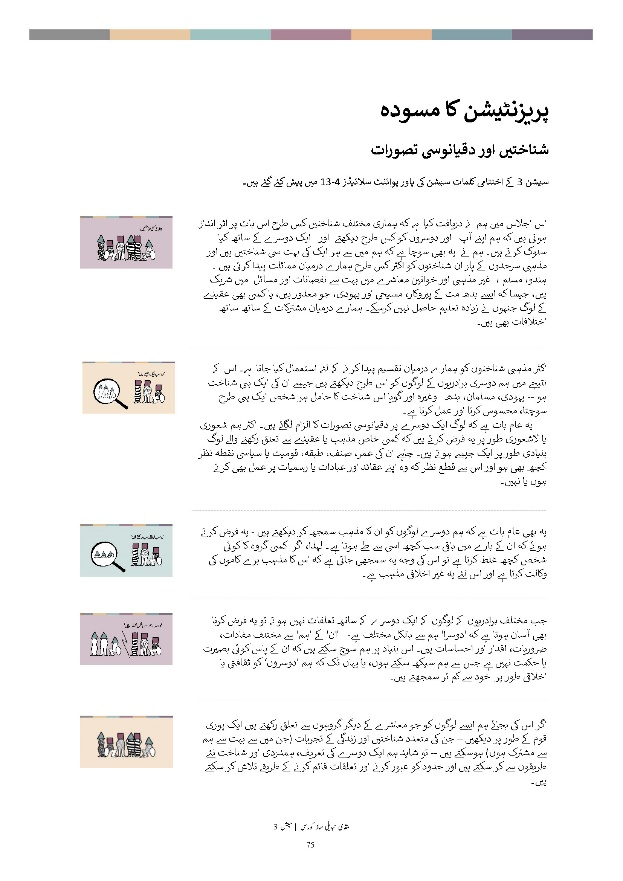 پریزنٹیشن کا مسودہ
شناختیں اور دقیانوسی تصورات
سیشن 3 کے اختتامی کلمات سیشن کی پاور پوائنٹ سلائیڈز 4-13 میں پیش کئے گئے ہیں۔
اس اجلاس میں ہم نے دریافت کیا ہے کہ ہماری مختلف شناختیں کس طرح اس بات پر اثر انداز
ہوتی ہیں کہ ہم اپنے آپ اور دوسروں کو کس طرح دیکھتے اور ایک دوسرے کے ساتھ کیا
سلوک کرتے ہیں۔ ہم نے یہ بھی سوچا ہے کہ ہم میں سے ہر ایک کی بہت سی شناختیں ہیں اور
مذہبی سرحدوں کے پار ان شناختوں کو اکثر کس طرح ہمارے درمیان مماثلت پیدا کرتی ہیں ۔
ہندو، مسلم ، غیر مذہبی اور خواتین معاشرے میں بہت سے نقصانات اور مسائل میں شریک
ہیں، جیسا کہ ایسے بدھ مت کے پیروکار، مسیحی اور یہودی، جو معذور ہیں، یا کسی بھی عقیدے
کے لوگ جنہوں نے زیادہ تعلیم حاصل نہیں کرسکے۔ ہمارے درمیان مشترکات کے ساتھ ساتھ
اختلافات بھی ہیں۔
اکثر مذہبی شناختوں کو ہمارے درمیان تقسیم پیدا کرنے کے لئے استعمال کیا جاتا ہے۔ اس کے
نتیجے میں ہم دوسری برادریوں کے لوگوں کو اس طرح دیکھتے ہیں جیسے ان کی ایک ہی شناخت
ہو -- یہودی، مسلمان، بدھ وغیرہ اور گویا اس شناخت کا حامل ہر شخص ایک ہی طرح
سوچتا، محسوس کرتا اور عمل کرتا ہے۔
یہ عام بات ہے کہ لوگ ایک دوسرے پر دقیانوسی تصورات کا الزام لگاتے ہیں۔ اکثر ہم شعوری
یا لاشعوری طور پر یہ فرض کرتے ہیں کہ کسی خاص مذہب یا عقیدے سے تعلق رکھنے والے لوگ
بنیادی طور پر ایک جیسے ہوتے ہیں۔ چاہے ان کی عمر، صنف، طبقہ، قومیت یا سیاسی نقطہ نظر
کچھ بھی ہو اور اس سے قطع نظر کہ وہ اپنے عقائد اور عبادات یا رسمیات پر عمل بھی کرتے
ہوں یا نہیں۔
یہ بھی عام بات ہے کہ ہم دوسرے لوگوں کو ان کا مذہب سمجھ کر دیکھتے ہیں - یہ فرض کرتے
ہوئے کہ ان کے بارے میں باقی سب کچھ اسی سے طے ہوتا ہے۔ لہذا، اگر کسی گروہ کا کوئی
شخص کچھ غلط کرتا ہے تو اس کی وجہ یہ سمجھی جاتی ہے کہ اس کا مذہب برے کاموں کی
وکالت کرتا ہے اور اس لئے یہ غیر اخلاقی مذہب ہے۔
جب مختلف برادریوں کے لوگوں کے ایک دوسرے کے ساتھ تعلقات نہیں ہوتے تو یہ فرض کرنا
بھی آسان ہوتا ہے کہ 'دوسرا' ہم سے بالکل مختلف ہے- 'ان' کے 'ہم' سے مختلف مفادات،
ضروریات، اقدار اور احساسات ہیں۔ اس بنیاد پر ہم سوچ سکتے ہیں کہ ان کے پاس کوئی بصیرت
یا حکمت نہیں ہے جس سے ہم سیکھ سکتے ہوں، یا یہاں تک کہ ہم 'دوسروں' کو ثقافتی یا
اخلاقی طور پر خود سے کم تر سمجھتے ہیں۔
اگر اس کی بجائے ہم ایسے لوگوں کو جو معاشرے کے دیگر گروہوں سے تعلق رکھتے ہیں ایک پوری
قوم کے طور پر دیکھیں -- جن کی متعدد شناختیں اور زندگی کے تجربات (جن میں سے بہت سے ہم
سے مشترک ہوں) ہوسکتے ہیں -- تو شاید ہم ایک دوسرے کی تعریف، ہمدردی اور شناخت نئے
طریقوں سے کر سکتے ہیں اور حدود کو عبور کرنے اور تعلقات قائم کرنے کے طریقے تلاش کر سکتے
ہیں۔
مقامی تبدیلی ساز کورس | سیشن 3
75